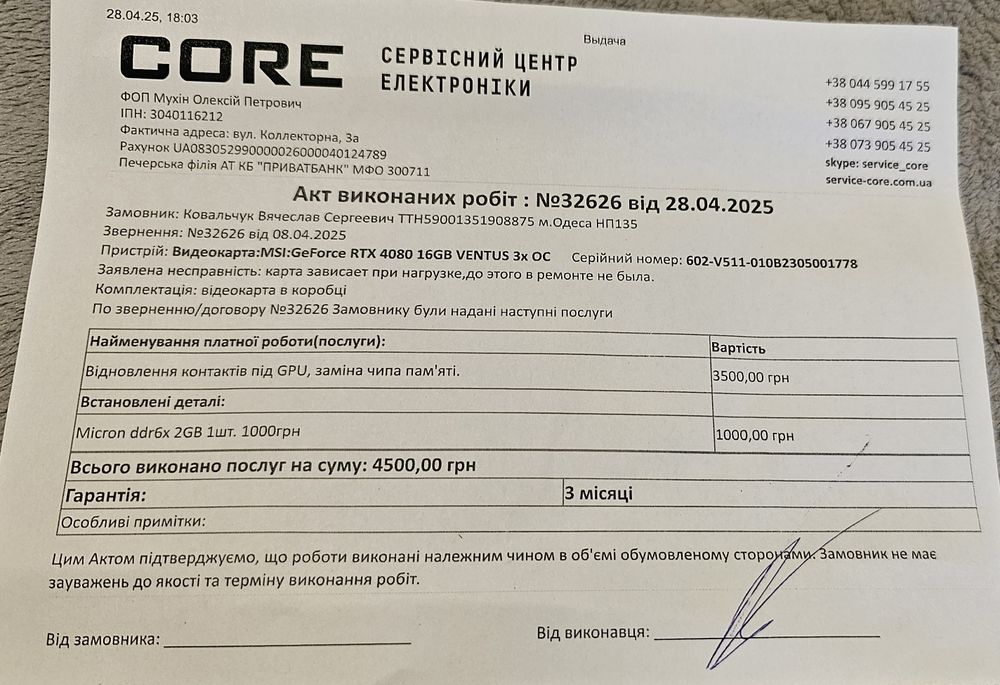 28.04.25, 18:03
Выдача
CORE
СЕРВІСНИЙ ЦЕНТР
ЕЛЕКТРОНІКИ
ФОП Мухін Олексій Петрович
ІПН: 3040116212
Фактична адреса: вул. Коллекторна, 3а
Рахунок UA083052990000026000040124789
Печерська філія АТ КБ "ПРИВАТБАНК" МФО 300711
+38 044 599 17 55
+38 095 905 45 25
+38 067 905 45 25
+38 073 905 45 25
skype: service_core
service-core.com.ua
Акт виконаних робіт : №32626 від 28.04.2025
Замовник: Ковальчук Вячеслав Сергеевич ТТН59001351908875 м.Одеса НП135
Звернення: №32626 від 08.04.2025
Пристрій: Видеокарта:MSI:GeForce RTX 4080 16GB VENTUS 3x OC Серійний номер: 602-V511-010B2305001778
Заявлена несправність: карта зависает при нагрузке,до этого в ремонте не была.
Комплектація: відеокарта в коробці
По зверненню/договору №32626 Замовнику були надані наступні послуги
Найменування платної роботи(послуги): Вартість
Відновлення контактів під GPU, заміна чипа пам'яті. 3500,00 грн
Встановлені деталі:
Micron ddr6x 2GB 1шт. 1000грн 1000,00 грн
Всього виконано послуг на суму: 4500,00 грн
Гарантія: 3 місяці
Особливі примітки:
Цим Актом підтверджуємо, що роботи виконані належним чином в об'ємі обумовленому сторонами. Замовник не має
зауважень до якості та терміну виконання робіт.
Від замовника: Від виконавця: